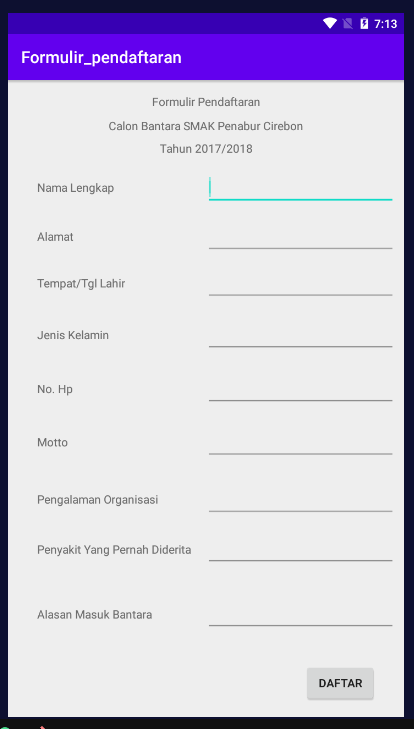 7:13
Formulir_pendaftaran
Formulir Pendaftaran
Calon Bantara SMAK Penabur Cirebon
Tahun 2017/2018
Nama Lengkap
Alamat
Tempat/Tgl Lahir
Jenis Kelamin
No. Hp
Motto
Pengalaman Organisasi
Penyakit Yang Pernah Diderita
Alasan Masuk Bantara
DAFTAR